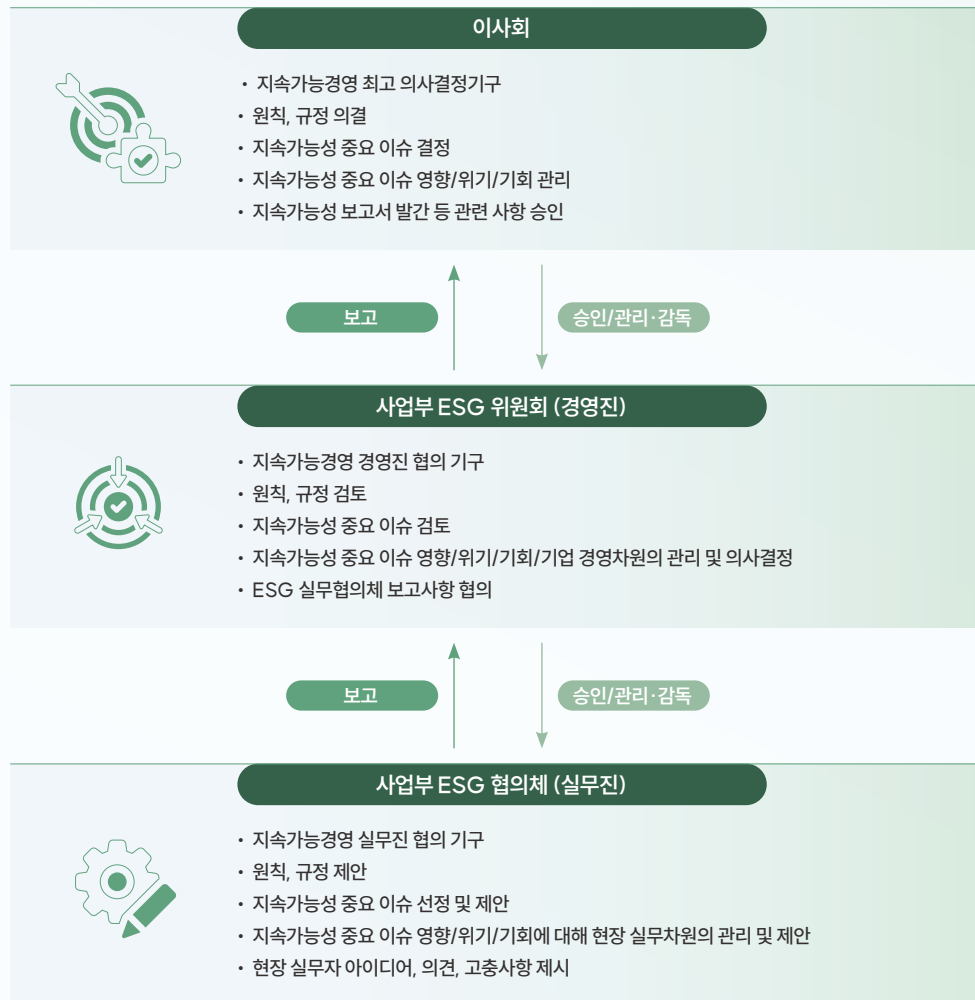 이사회
• 지속가능경영 최고 의사결정기구
• 원칙, 규정 의결
• 지속가능성 중요 이슈 결정
• 지속가능성 중요 이슈 영향/위기/기회 관리
• 지속가능성 보고서 발간 등 관련 사항 승인
보고
승인/관리·감독
사업부 ESG 위원회 (경영진)
• 지속가능경영 경영진 협의 기구
• 원칙, 규정 검토
• 지속가능성 중요 이슈 검토
• 지속가능성 중요 이슈 영향/위기/기회/기업 경영차원의 관리 및 의사결정
• ESG 실무협의체 보고사항 협의
보고
승인/관리·감독
사업부 ESG 협의체 (실무진)
• 지속가능경영 실무진 협의 기구
• 원칙, 규정 제안
• 지속가능성 중요 이슈 선정 및 제안
• 지속가능성 중요 이슈 영향/위기/기회에 대해 현장 실무차원의 관리 및 제안
• 현장 실무자 아이디어, 의견, 고충사항 제시